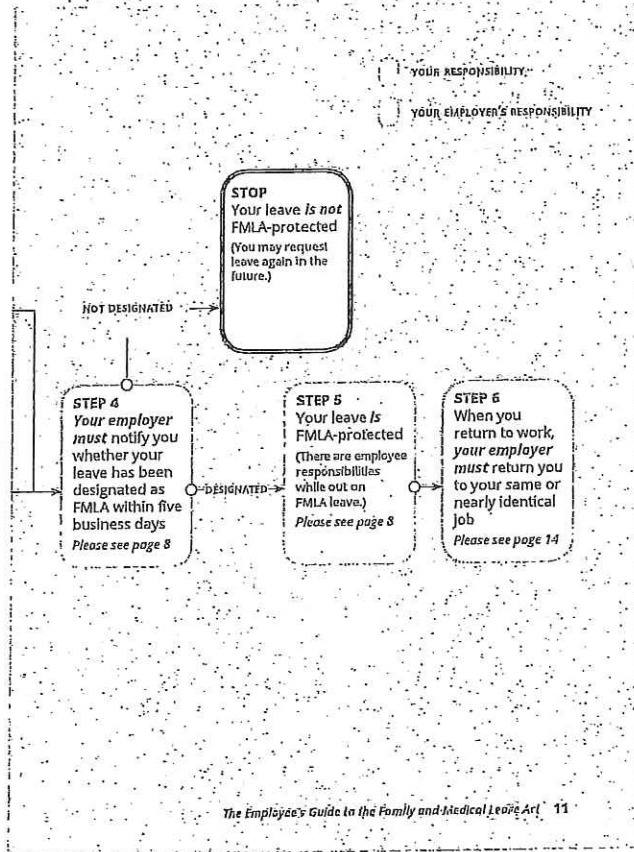 YOUR RESPONSIBILITY
YOUR EMPLOYER'S RESPONSIBILITY
STOP
Your leave is not
FMLA-protected
(You may request
leave again in the
future.)
NOT DESIGNATED
STEP 4
Your employer
must notify you
whether your
leave has been
designated as
FMLA within five
business days
Please see page 8
DESIGNATED
STEP 5
Your leave is
FMLA-protected
(There are employee
responsibilities
while out on
FMLA leave.)
Please see page 8
STEP 6
When you
return to work,
your employer
must return you
to your same or
nearly identical
job
Please see page 14
The Employee's Guide to the Family and Medical Leave Act 11